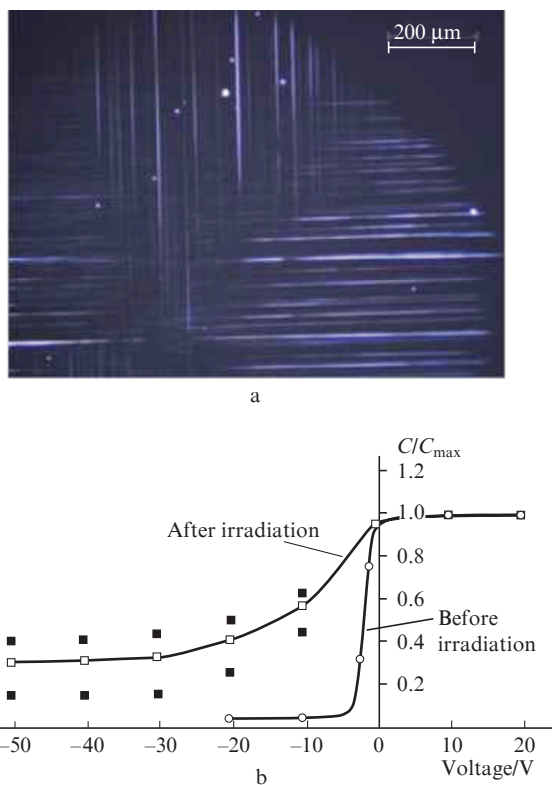 200 µm
a
C/Cmax
1.2
1.0
After irradiation
0.8
0.6
Before
irradiation
0.4
0.2
–50 –40 –30 –20 –10 0 10 20
Voltage/V
b